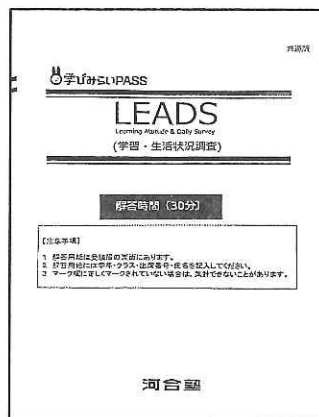 共通版
学びみらいPASS
LEADS
Learning Attitude & Daily Survey
(学習・生活状況調査)
解答時間〔30分〕
【注意事項】
1 解答用紙は受験届の裏面にあります。
2 解答用紙には学年・クラス・出席番号・氏名を記入してください。
3 マーク欄に正しくマークされていない場合は、集計できないことがあります。
河合塾